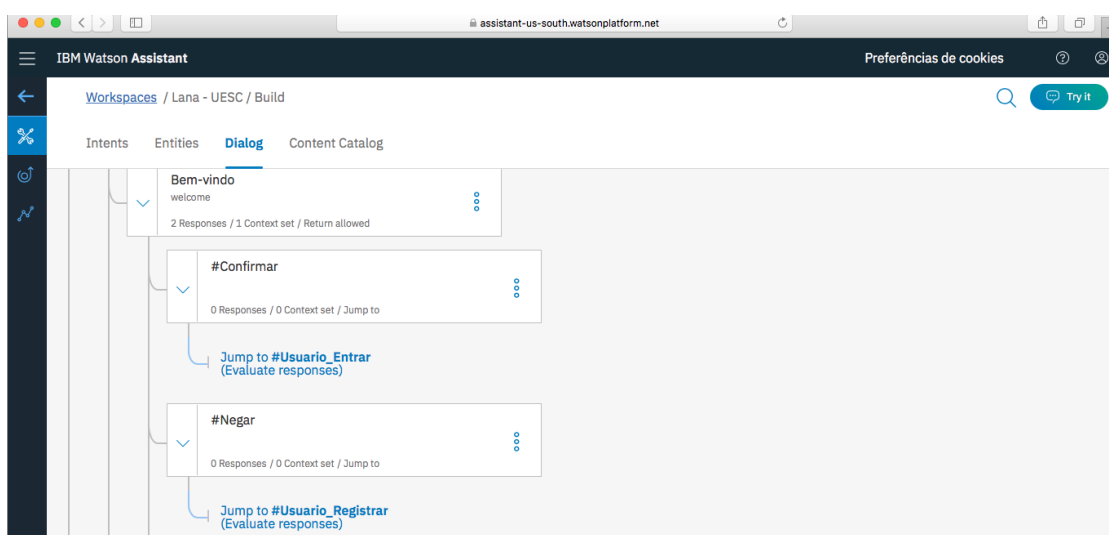 assistant-us-south.watsonplatform.net
IBM Watson Assistant
Preferências de cookies
Workspaces / Lana - UESC / Build
Try it
Intents Entities Dialog Content Catalog
Bem-vindo
welcome
2 Responses / 1 Context set / Return allowed
#Confirmar
0 Responses / 0 Context set / Jump to
Jump to #Usuario_Entrar
(Evaluate responses)
#Negar
0 Responses / 0 Context set / Jump to
Jump to #Usuario_Registrar
(Evaluate responses)